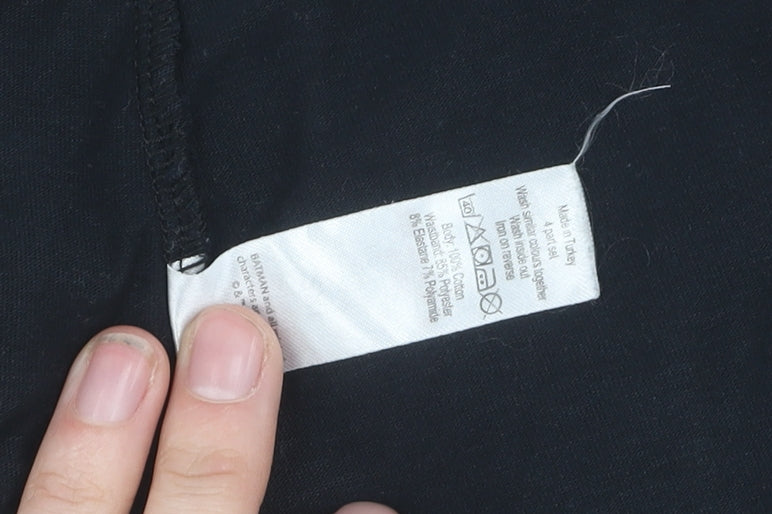 Made in Turkey
4 part set
Wash similar colours together
Wash inside out
Iron on reverse
40
Body: 100% Cotton
Waistband: 85% Polyester
8% Elastane 7% Polyamide
BATMAN and all
characters
© &